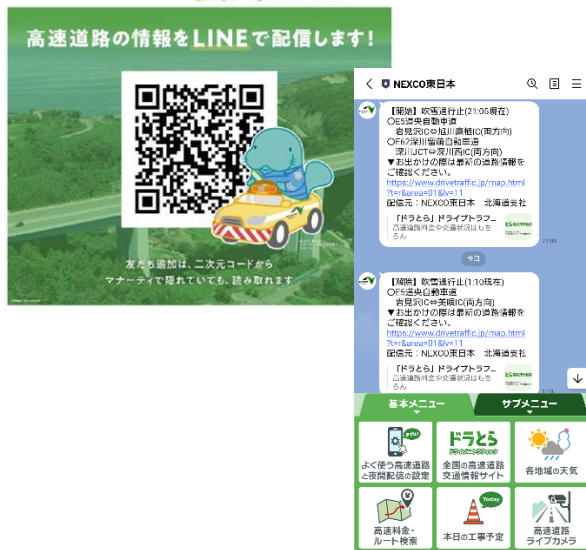 高速道路の情報をLINEで配信します!
友だち追加は、二次元コードから
マナーティで隠れていても、読み取れます
NEXCO東日本
【開始】吹雪通行止(21:05現在)
〇E5道央自動車道
岩見沢IC⇔旭川鷹栖IC(両方向)
〇E62深川留萌自動車道
深川JCT⇔深川西IC(両方向)
▼お出かけの際は最新の道路情報を
ご確認ください。
https://www.drivetraffic.jp/map.html
?t=r&area=01&lv=11
配信元：NEXCO東日本 北海道支社
「ドラとら」ドライブトラフ...
高速道路料金や交通状況はもち
ろん
21:08
今日
【解除】吹雪通行止(1:10現在)
〇E5道央自動車道
岩見沢IC⇔美唄IC(両方向)
▼お出かけの際は最新の道路情報を
ご確認ください。
https://www.drivetraffic.jp/map.html
?t=r&area=01&lv=11
配信元：NEXCO東日本 北海道支社
「ドラとら」ドライブトラフ...
高速道路料金や交通状況はもち
ろん
基本メニュー
サブメニュー
よく使う高速道路
と夜間配信の設定
ドラとら
ドライブトラフィック
全国の高速道路
交通情報サイト
各地域の天気
高速料金・
ルート検索
Today
本日の工事予定
高速道路
ライブカメラ